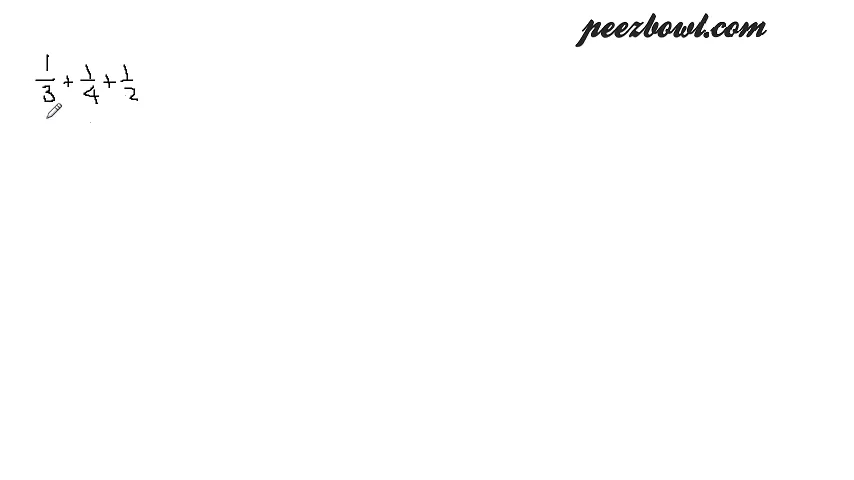 peezbowl.com
1/3 + 1/4 + 1/2